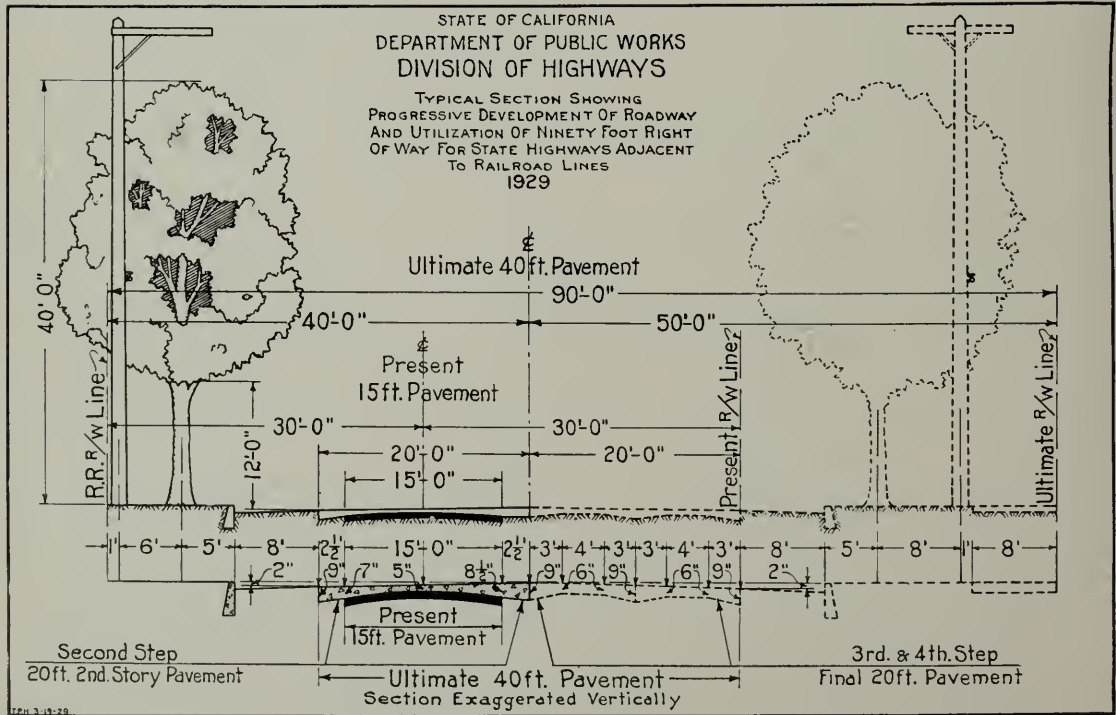 STATE OF CALIFORNIA
DEPARTMENT OF PUBLIC WORKS
DIVISION OF HIGHWAYS
TYPICAL SECTION SHOWING
PROGRESSIVE DEVELOPMENT OF ROADWAY
AND UTILIZATION OF NINETY FOOT RIGHT
OF WAY FOR STATE HIGHWAYS ADJACENT
TO RAILROAD LINES
1929
℄
Ultimate 40ft. Pavement
90'-0"
40'-0"
40'-0"
50'-0"
℄
Present
15ft. Pavement
R.R. R/W Line
Present R/W Line
Ultimate R/W Line
30'-0"
30'-0"
12'-0"
20'-0"
20'-0"
15'-0"
1' 6' 5' 8' 2½' 15'-0" 2½' 3' 4' 3' 3' 4' 3' 8' 5' 8' 1' 8'
2" 9" 7" 5" 8½" 9" 6" 9" 6" 9" 2"
Present
15ft. Pavement
Second Step
20ft. 2nd. Story Pavement
Ultimate 40ft. Pavement
Section Exaggerated Vertically
3rd. & 4th. Step
Final 20ft. Pavement
3-19-29